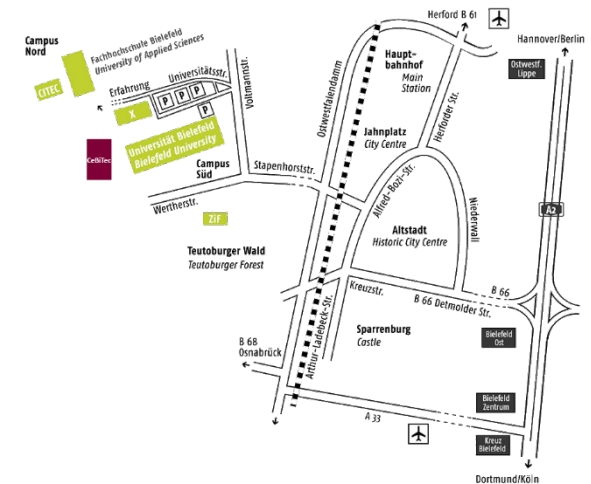 Herford B 61
Hannover/Berlin
Campus
Nord
Fachhochschule Bielefeld
University of Applied Sciences
CITEC
Erfahrung
Universitätsstr.
Voltmannstr.
X
P
P
P
P
Universität Bielefeld
Bielefeld University
CeBiTec
Campus
Süd
Stapenhorststr.
Wertherstr.
ZiF
Teutoburger Wald
Teutoburger Forest
Ostwestfalendamm
Haupt-
bahnhof
Main
Station
Herforder Str.
Jahnplatz
City Centre
Alfred-Bozi-Str.
Niederwall
Altstadt
Historic City Centre
Ostwestf.
Lippe
A2
Kreuzstr.
B 66
B 66 Detmolder Str.
Arthur-Ladebeck-Str.
Sparrenburg
Castle
B 68
Osnabrück
Bielefeld
Ost
Bielefeld
Zentrum
A 33
Kreuz
Bielefeld
Dortmund/Köln